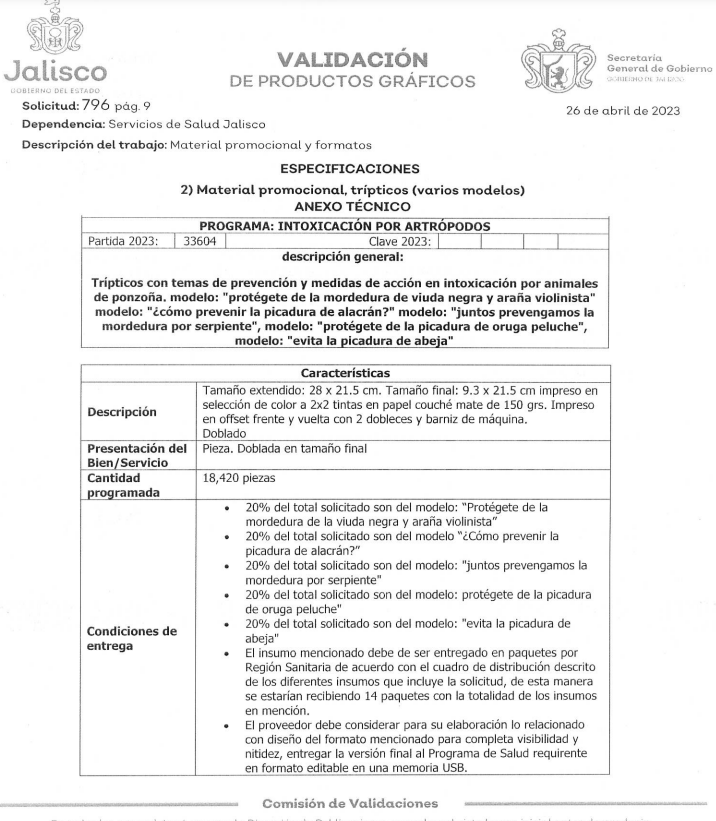 Jalisco
GOBIERNO DEL ESTADO
VALIDACIÓN
DE PRODUCTOS GRÁFICOS
Secretaría
General de Gobierno
GOBIERNO DE JALISCO
Solicitud: 796 pág. 9
26 de abril de 2023
Dependencia: Servicios de Salud Jalisco
Descripción del trabajo: Material promocional y formatos
ESPECIFICACIONES
2) Material promocional, trípticos (varios modelos)
ANEXO TÉCNICO
PROGRAMA: INTOXICACIÓN POR ARTRÓPODOS
Partida 2023: 33604 Clave 2023:
descripción general:
Trípticos con temas de prevención y medidas de acción en intoxicación por animales
de ponzoña. modelo: "protégete de la mordedura de viuda negra y araña violinista"
modelo: "¿cómo prevenir la picadura de alacrán?" modelo: "juntos prevengamos la
mordedura por serpiente", modelo: "protégete de la picadura de oruga peluche",
modelo: "evita la picadura de abeja"
Características
Descripción
Tamaño extendido: 28 x 21.5 cm. Tamaño final: 9.3 x 21.5 cm impreso en
selección de color a 2x2 tintas en papel couché mate de 150 grs. Impreso
en offset frente y vuelta con 2 dobleces y barniz de máquina.
Doblado
Presentación del
Bien/Servicio
Pieza. Doblada en tamaño final
Cantidad
programada
18,420 piezas
Condiciones de
entrega
• 20% del total solicitado son del modelo: "Protégete de la
mordedura de la viuda negra y araña violinista"
• 20% del total solicitado son del modelo "¿Cómo prevenir la
picadura de alacrán?"
• 20% del total solicitado son del modelo: "juntos prevengamos la
mordedura por serpiente"
• 20% del total solicitado son del modelo: protégete de la picadura
de oruga peluche"
• 20% del total solicitado son del modelo: "evita la picadura de
abeja"
• El insumo mencionado debe de ser entregado en paquetes por
Región Sanitaria de acuerdo con el cuadro de distribución descrito
de los diferentes insumos que incluye la solicitud, de esta manera
se estarían recibiendo 14 paquetes con la totalidad de los insumos
en mención.
• El proveedor debe considerar para su elaboración lo relacionado
con diseño del formato mencionado para completa visibilidad y
nitidez, entregar la versión final al Programa de Salud requirente
en formato editable en una memoria USB.
Comisión de Validaciones